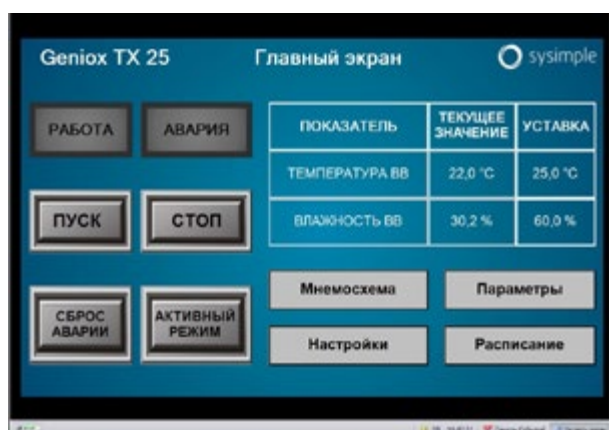 Geniox TX 25 Главный экран sysimple
РАБОТА АВАРИЯ
ПОКАЗАТЕЛЬ ТЕКУЩЕЕ ЗНАЧЕНИЕ УСТАВКА
ТЕМПЕРАТУРА ВВ 22,0 °C 25,0 °C
ПУСК СТОП
ВЛАЖНОСТЬ ВВ 30,2 % 60,0 %
Мнемосхема Параметры
СБРОС АВАРИИ АКТИВНЫЙ РЕЖИМ
Настройки Расписание